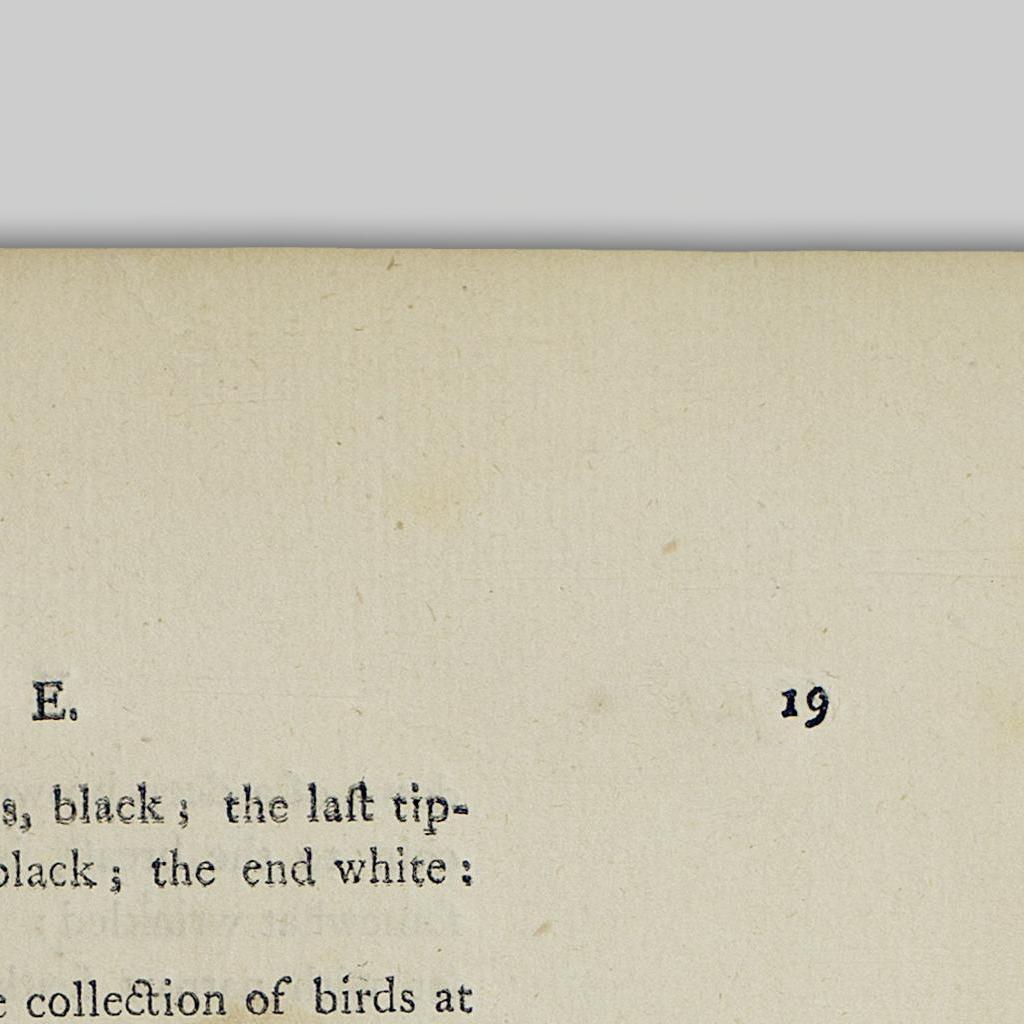 E. 19
s, black ; the laſt tip-
black ; the end white :
e collection of birds at